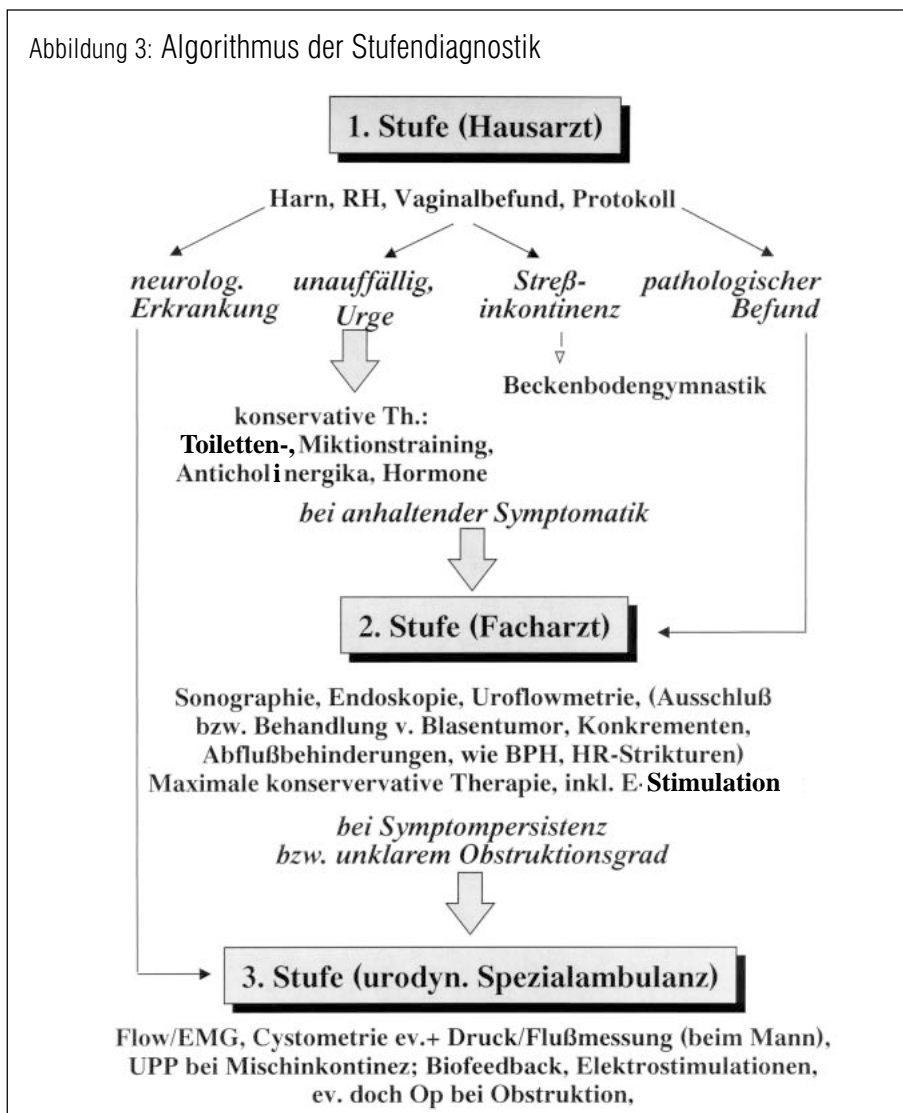 Abbildung 3: Algorithmus der Stufendiagnostik
1. Stufe (Hausarzt)
Harn, RH, Vaginalbefund, Protokoll
neurolog.
Erkrankung
unauffällig,
Urge
Streß-
inkontinenz
pathologischer
Befund
Beckenbodengymnastik
konservative Th.:
Toiletten-, Miktionstraining,
Anticholinergika, Hormone
bei anhaltender Symptomatik
2. Stufe (Facharzt)
Sonographie, Endoskopie, Uroflowmetrie, (Ausschluß
bzw. Behandlung v. Blasentumor, Konkrementen,
Abflußbehinderungen, wie BPH, HR-Strikturen)
Maximale konservervative Therapie, inkl. E-Stimulation
bei Symptompersistenz
bzw. unklarem Obstruktionsgrad
3. Stufe (urodyn. Spezialambulanz)
Flow/EMG, Cystometrie ev.+ Druck/Flußmessung (beim Mann),
UPP bei Mischinkontinez; Biofeedback, Elektrostimulationen,
ev. doch Op bei Obstruktion,